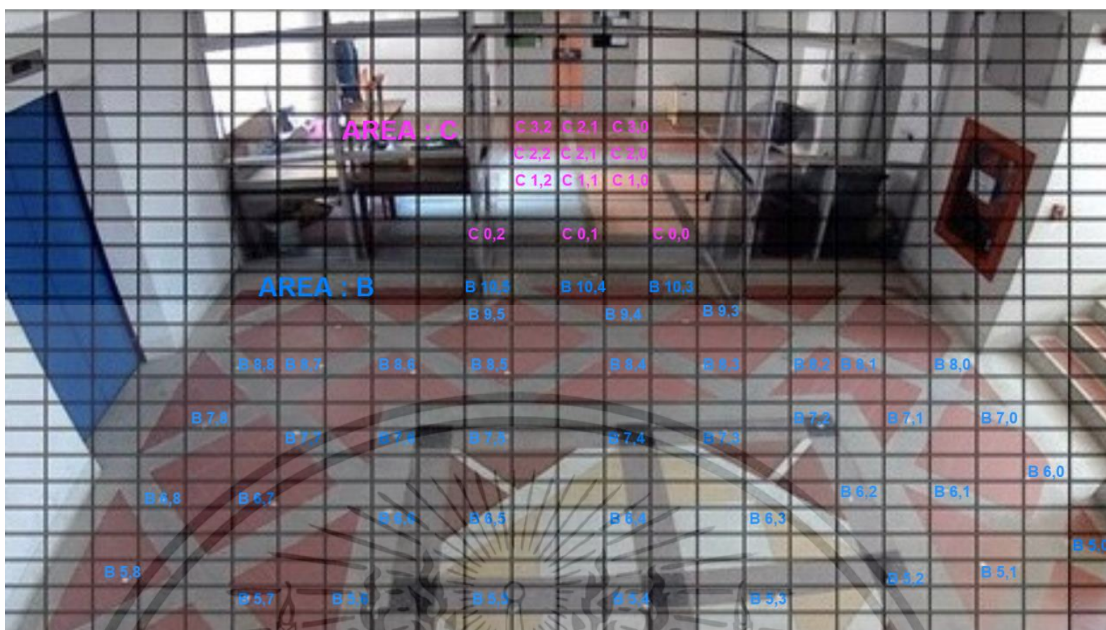 C 3,2 C 2,1 C 3,0
AREA : C
C 2,2 C 2,1 C 2,0
C 1,2 C 1,1 C 1,0
C 0,2 C 0,1 C 0,0
AREA : B
B 10,5 B 10,4 B 10,3
B 9,5 B 9,4 B 9,3
B 8,8 B 8,7 B 8,6 B 8,5 B 8,4 B 8,3 B 8,2 B 8,1 B 8,0
B 7,8 B 7,2 B 7,1 B 7,0
B 7,7 B 7,6 B 7,5 B 7,4 B 7,3
B 6,0
B 6,8 B 6,7 B 6,2 B 6,1
B 6,6 B 6,5 B 6,4 B 6,3
B 5,0
B 5,8 B 5,2 B 5,1
B 5,7 B 5,6 B 5,5 B 5,4 B 5,3